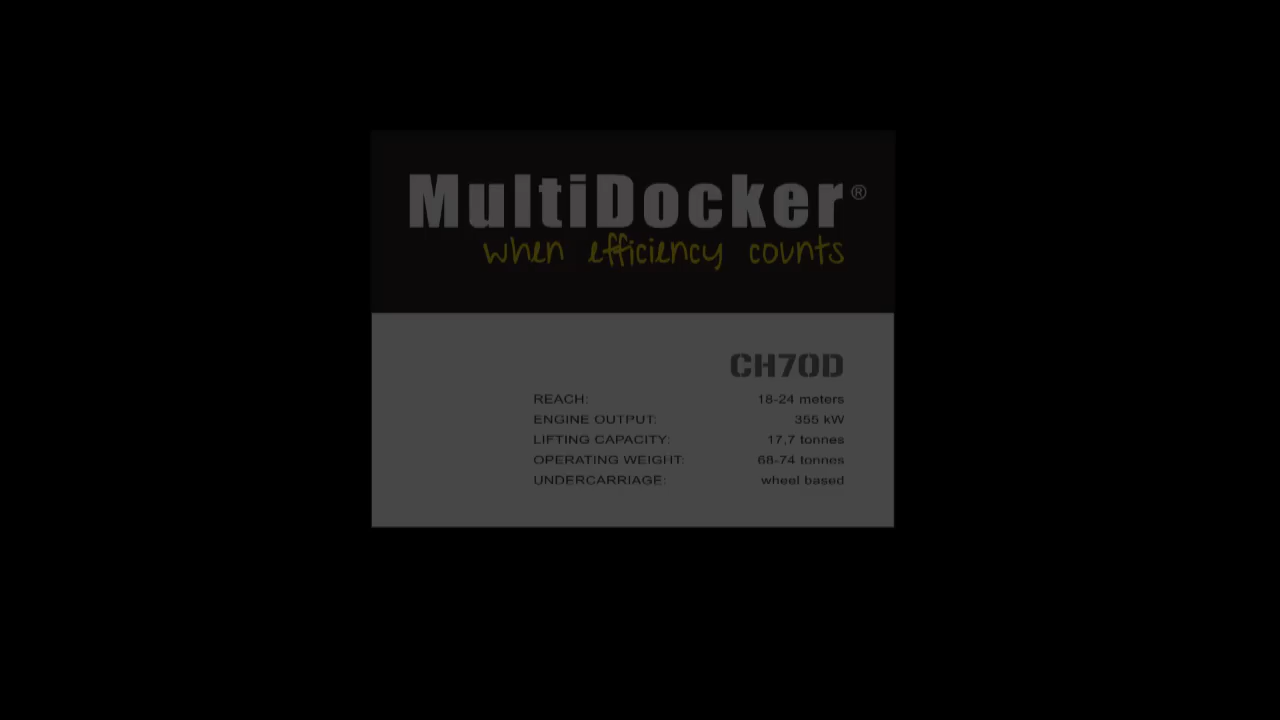 MultiDocker®
when efficiency counts
CH70D
REACH: 18-24 meters
ENGINE OUTPUT: 355 kW
LIFTING CAPACITY: 17,7 tonnes
OPERATING WEIGHT: 68-74 tonnes
UNDERCARRIAGE: wheel based